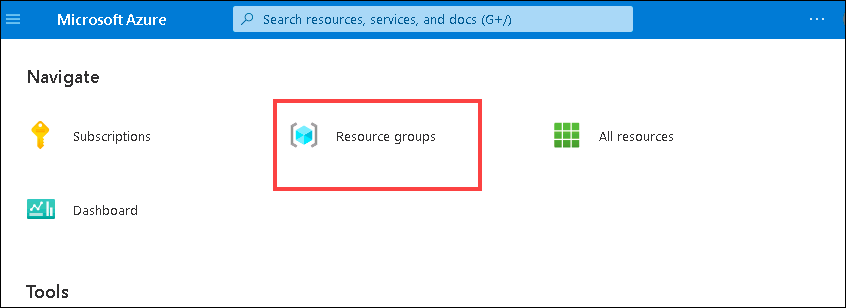 Microsoft Azure
Search resources, services, and docs (G+/)
...
Navigate
Subscriptions
Resource groups
All resources
Dashboard
Tools